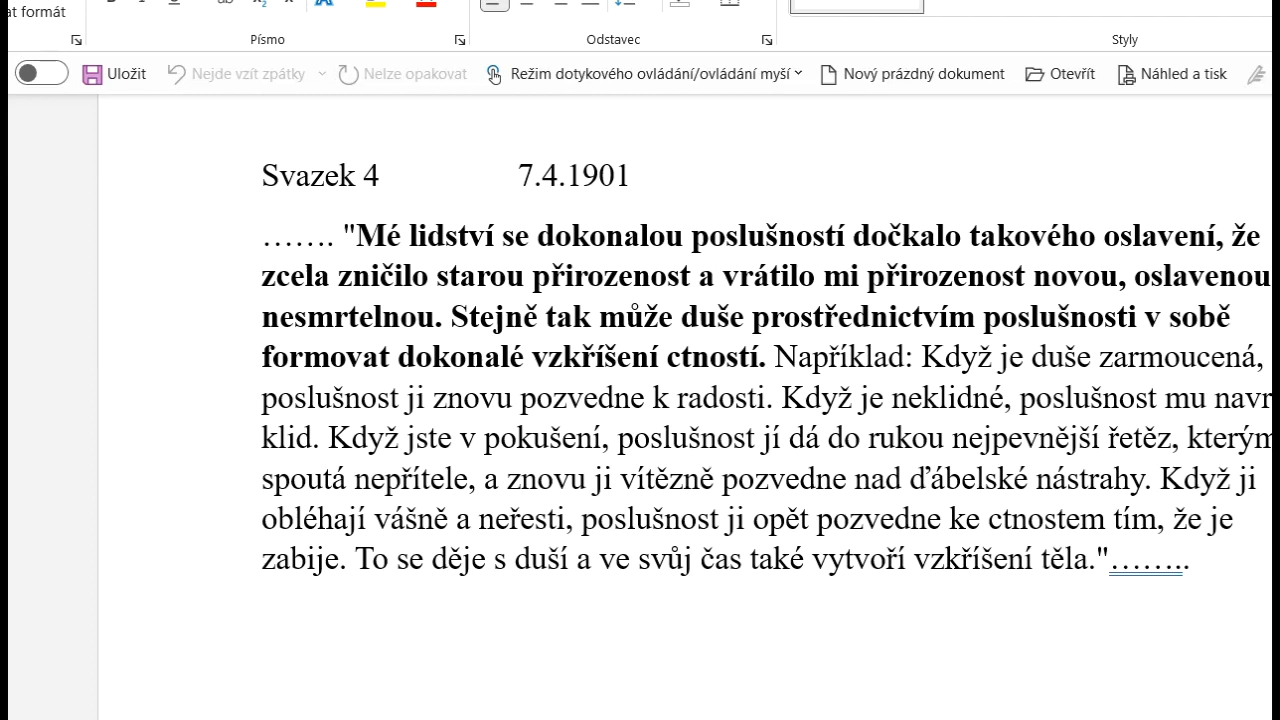 at formát
Písmo
Odstavec
Styly
Uložit
Nejde vzít zpátky
Nelze opakovat
Režim dotykového ovládání/ovládání myš
Nový prázdný dokument
Otevřít
Náhled a tisk
Svazek 4 7.4.1901
……. "Mé lidství se dokonalou poslušností dočkalo takového oslavení, že
zcela zničilo starou přirozenost a vrátilo mi přirozenost novou, oslavenou
nesmrtelnou. Stejně tak může duše prostřednictvím poslušnosti v sobě
formovat dokonalé vzkříšení ctností. Například: Když je duše zarmoucená,
poslušnost ji znovu pozvedne k radosti. Když je neklidné, poslušnost mu navr
klid. Když jste v pokušení, poslušnost jí dá do rukou nejpevnější řetěz, kterým
spoutá nepřítele, a znovu ji vítězně pozvedne nad ďábelské nástrahy. Když ji
obléhají vášně a neřesti, poslušnost ji opět pozvedne ke ctnostem tím, že je
zabije. To se děje s duší a ve svůj čas také vytvoří vzkříšení těla."……..